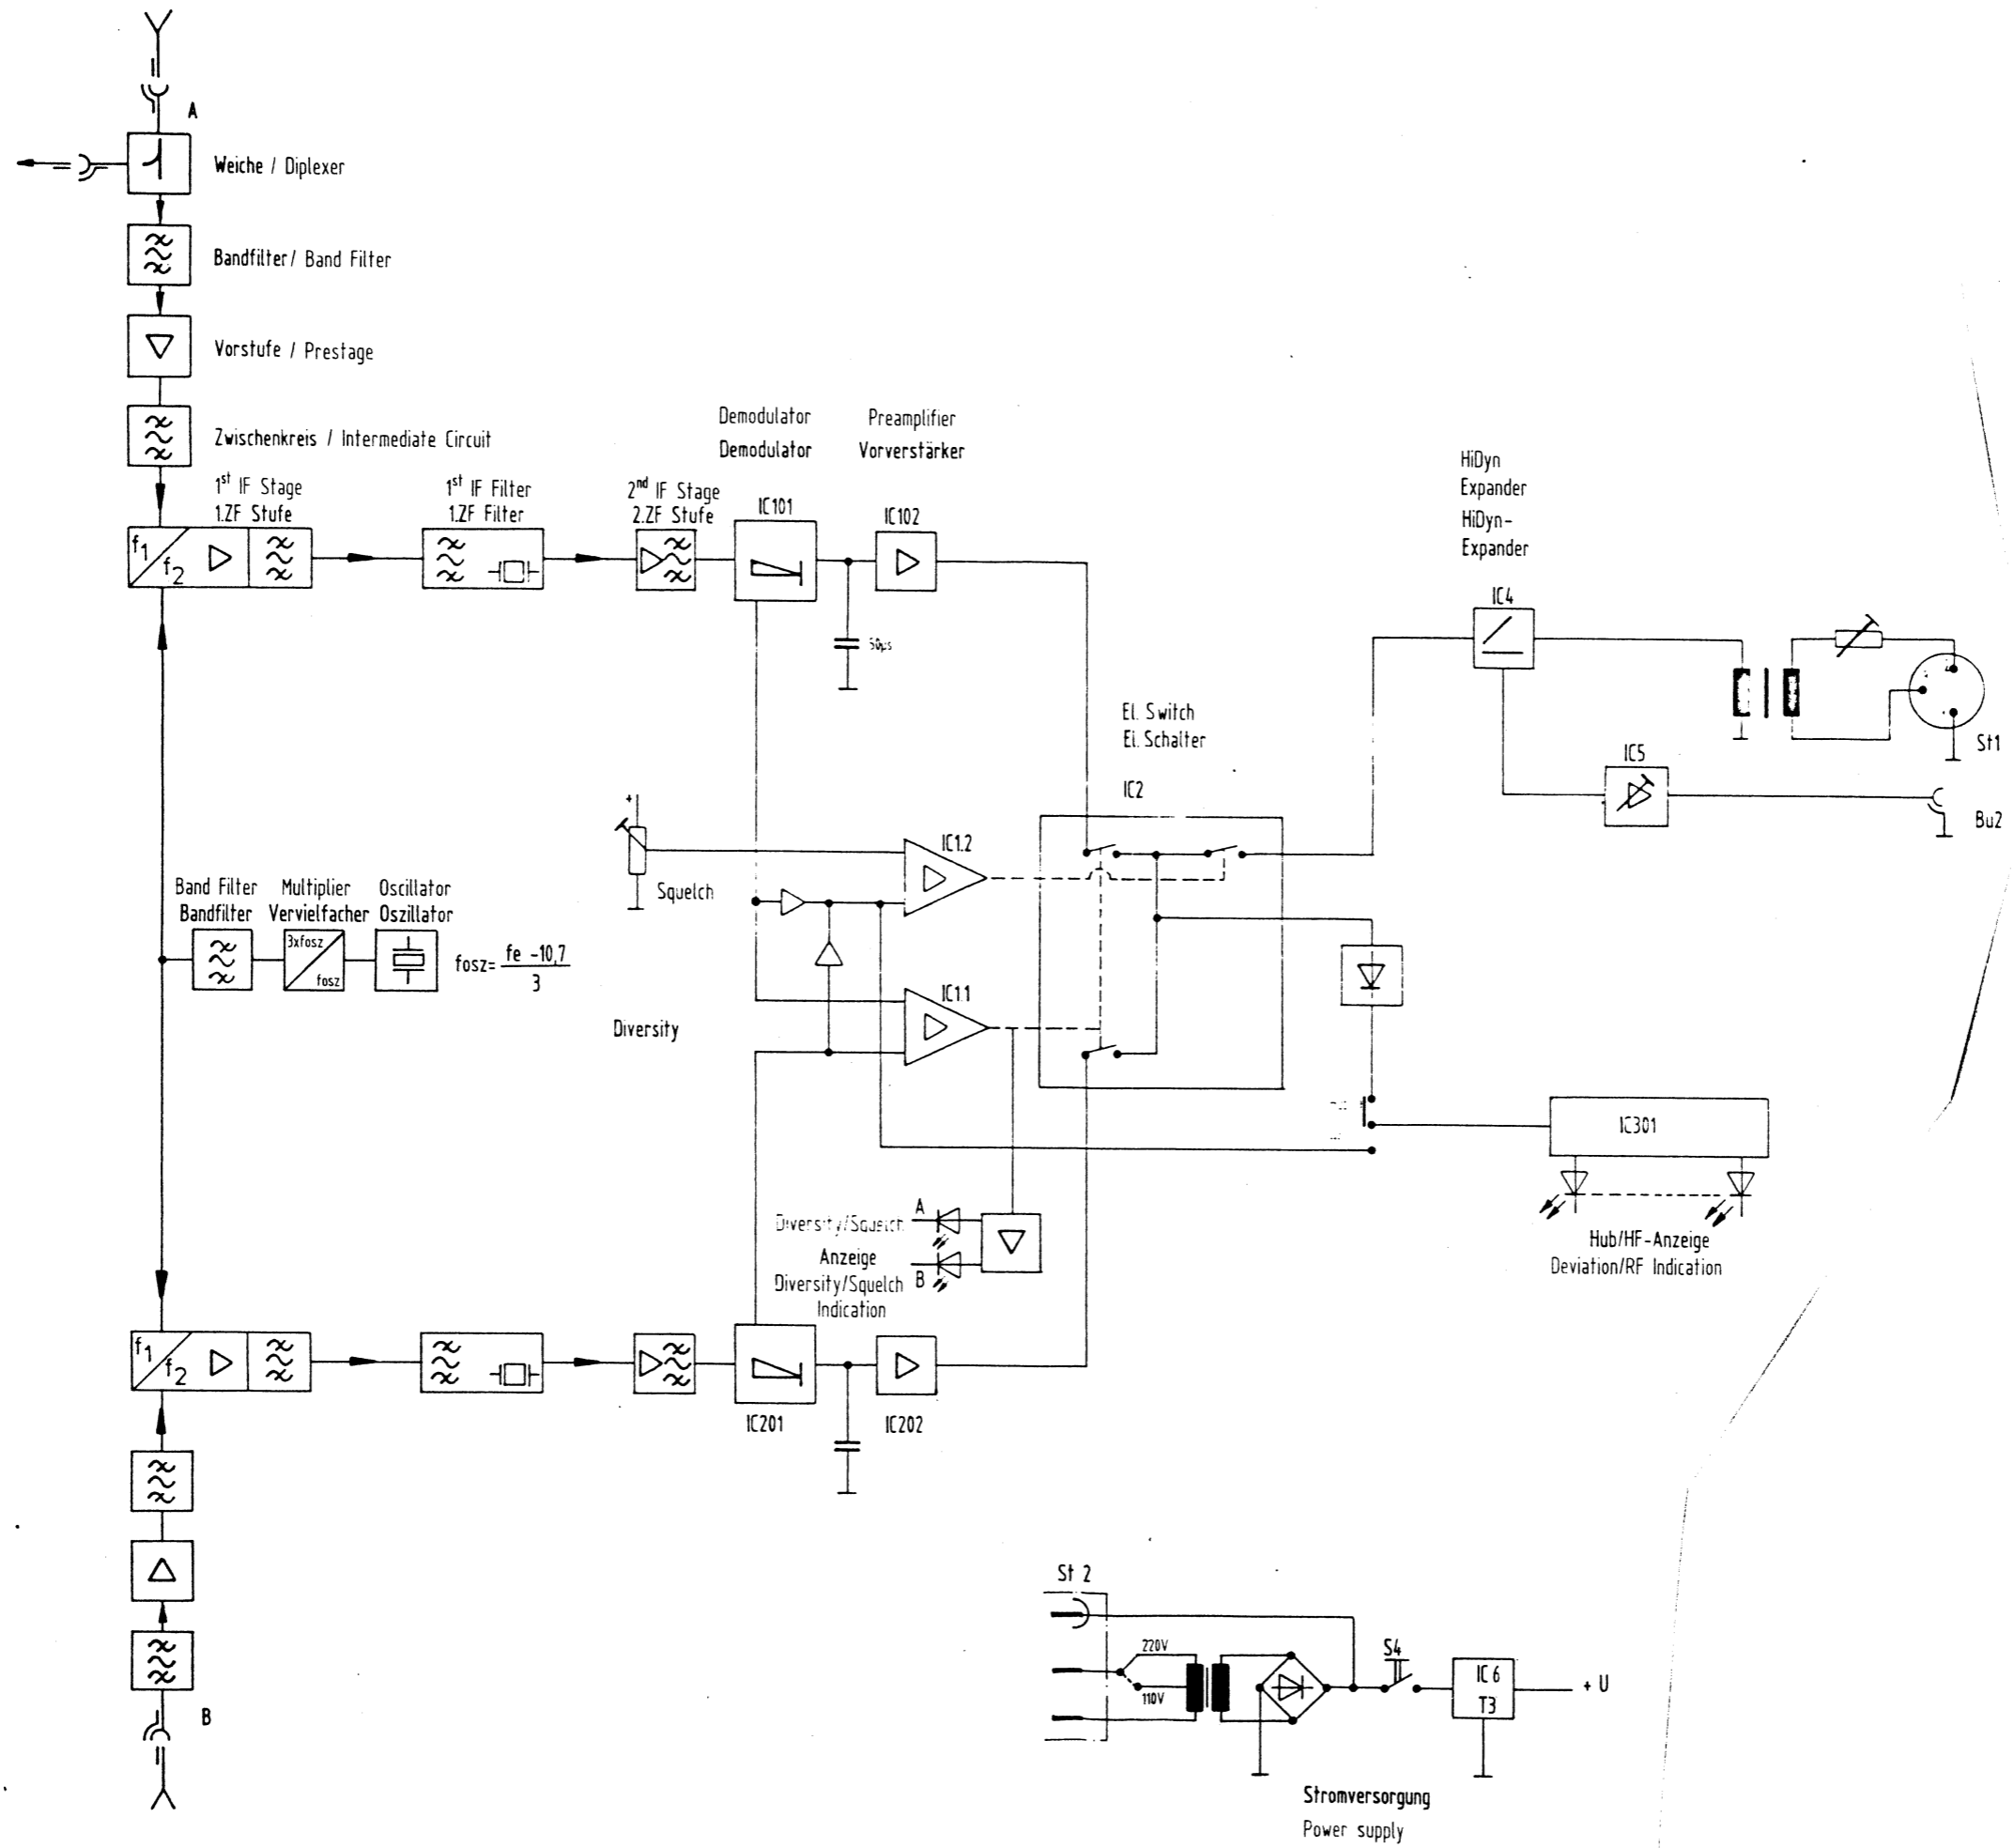 A
Weiche / Diplexer
Bandfilter / Band Filter
Vorstufe / Prestage
Zwischenkreis / Intermediate Circuit
1st IF Stage
1.ZF Stufe
1st IF Filter
1.ZF Filter
2nd IF Stage
2.ZF Stufe
Demodulator
Demodulator
IC101
Preamplifier
Vorverstärker
IC102
f1
f2
50µs
HiDyn
Expander
HiDyn-
Expander
IC4
St1
IC5
Bu2
El. Switch
El. Schalter
IC2
+
Squelch
IC1.2
Band Filter
Bandfilter
Multiplier
Vervielfacher
Oscillator
Oszillator
3xfosz
fosz
fosz= fe -10,7
3
IC1.1
Diversity
IC301
Hub/HF-Anzeige
Deviation/RF Indication
A
Diversity/Squelch
Anzeige
B
Diversity/Squelch
Indication
f1
f2
IC201
IC202
B
St 2
220V
110V
S4
IC 6
T3
+ U
Stromversorgung
Power supply